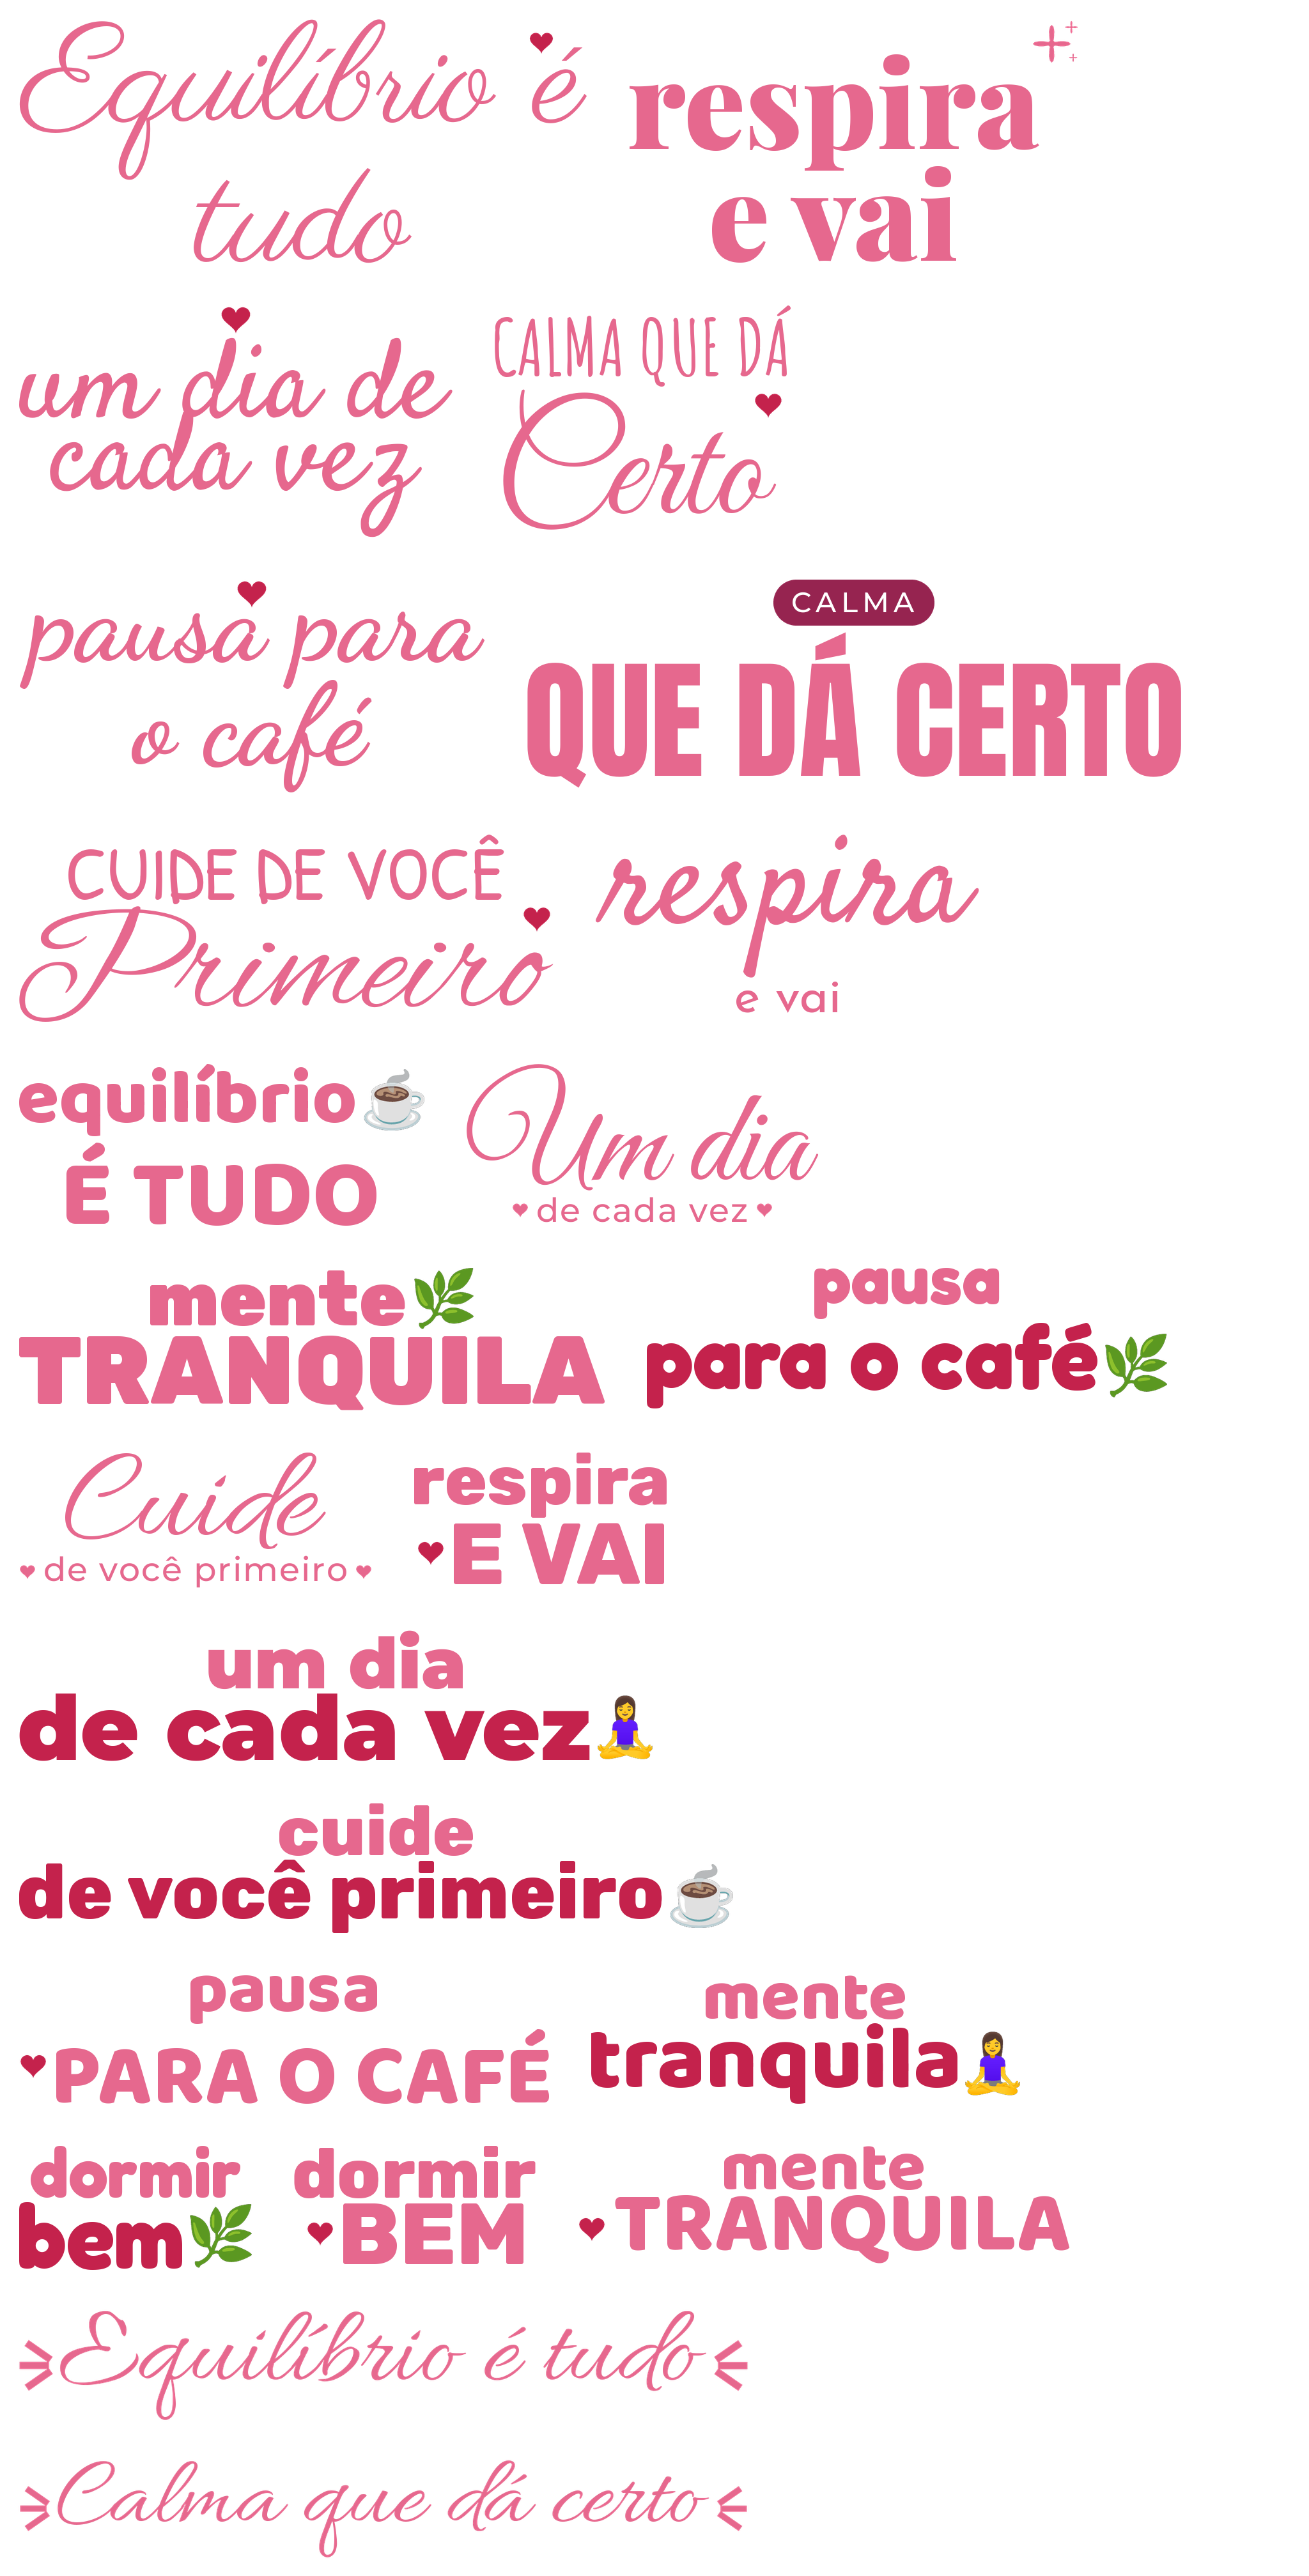 Equilíbrio é
tudo
respira
e vai
um dia de
cada vez
CALMA QUE DÁ
Certo
pausa para
o café
CALMA
QUE DÁ CERTO
CUIDE DE VOCÊ
Primeiro
respira
e vai
equilíbrio
É TUDO
Um dia
de cada vez
mente
TRANQUILA
pausa
para o café
Cuide
de você primeiro
respira
E VAI
um dia
de cada vez
cuide
de você primeiro
pausa
PARA O CAFÉ
mente
tranquila
dormir
bem
dormir
BEM
mente
TRANQUILA
Equilíbrio é tudo
Calma que dá certo